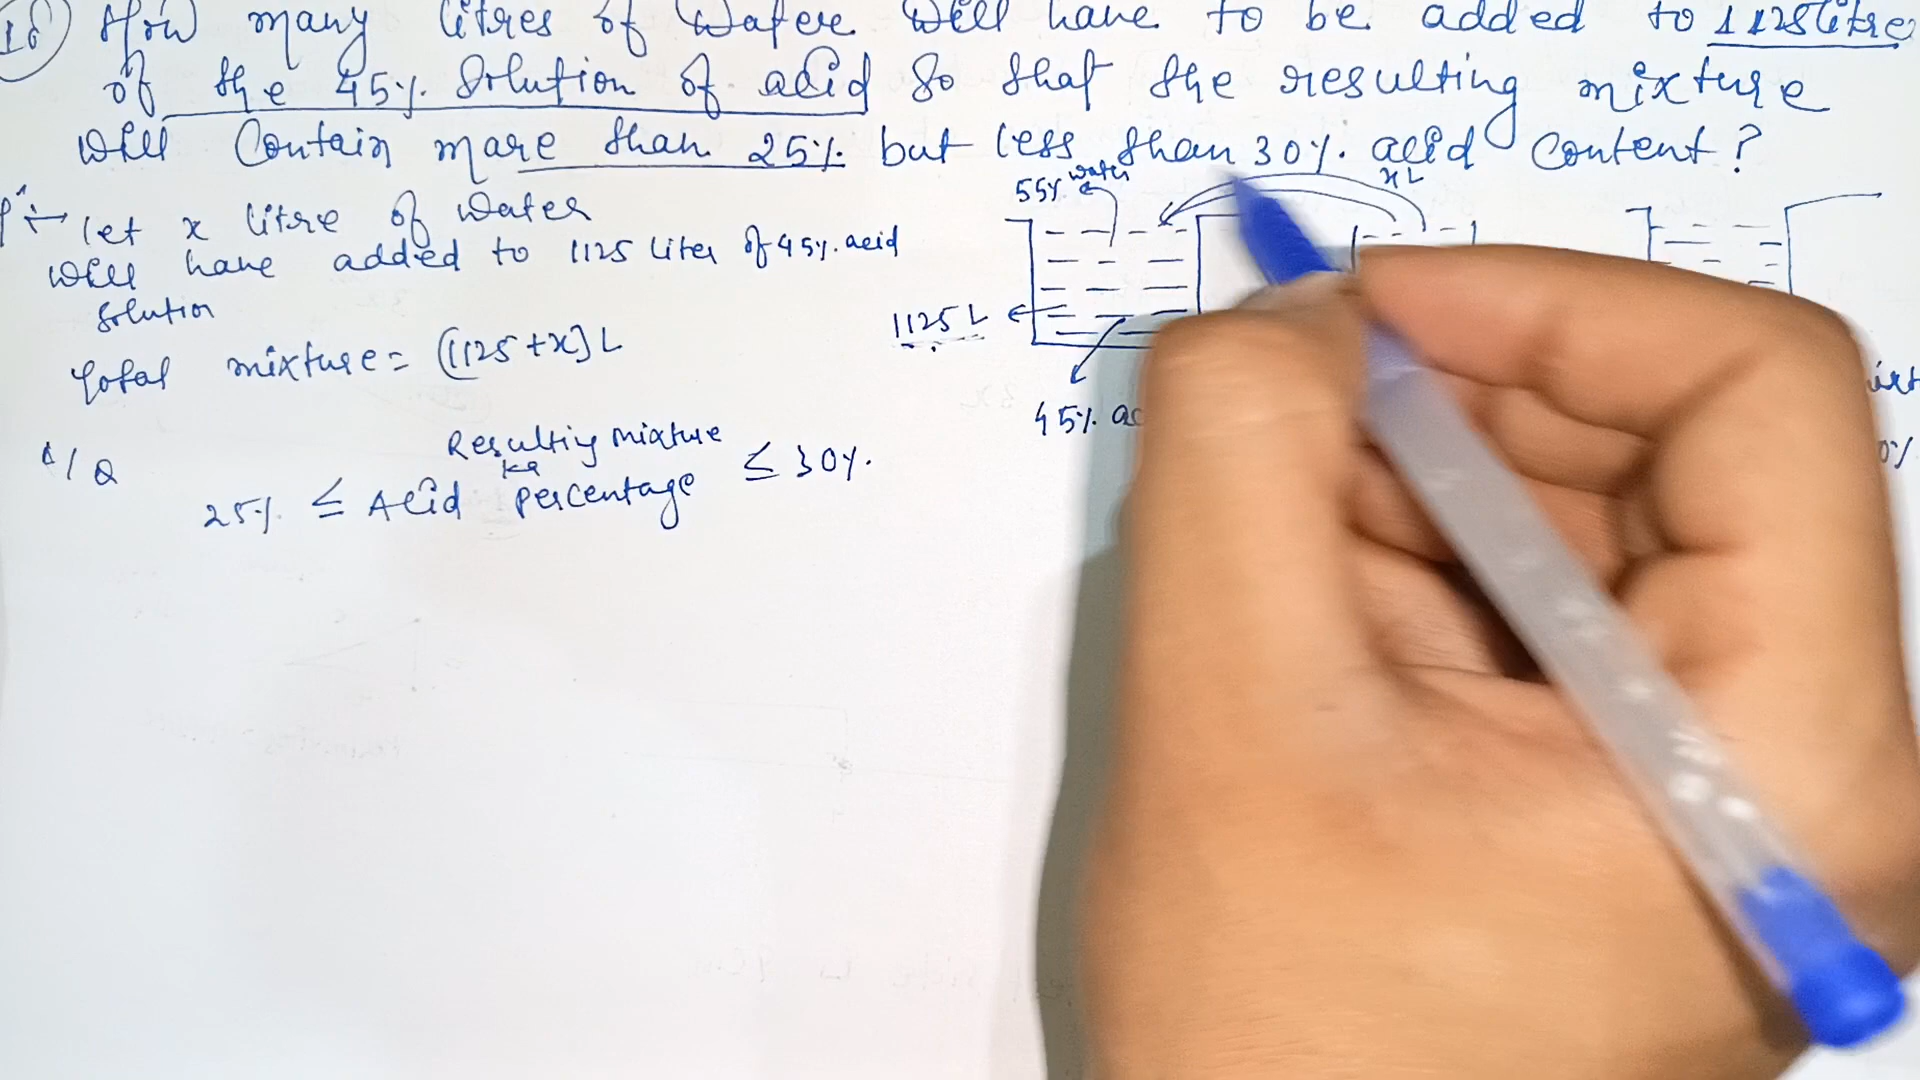 18 How many litres of water will have to be added to 1125 litre
of the 45% solution of acid so that the resulting mixture
will contain more than 25% but less than 30% acid content?
let x litre of water
will have added to 1125 Liter of 45% acid
solution
Total mixture = (1125 + x) L
A/Q
Resulting mixture
ka
25% ≤ Acid percentage ≤ 30%.
55% water
x L
1125 L
45% ac
0%